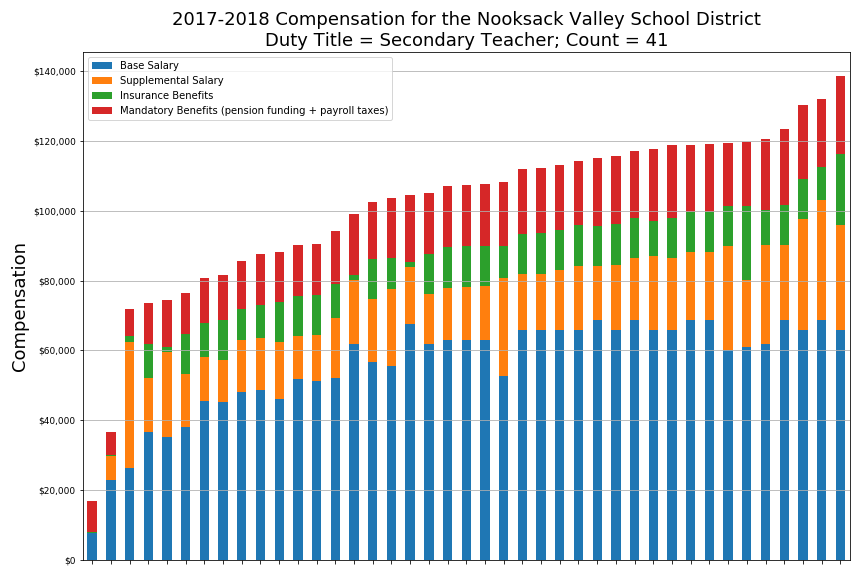 2017-2018 Compensation for the Nooksack Valley School District
Duty Title = Secondary Teacher; Count = 41
Base Salary
Supplemental Salary
Insurance Benefits
Mandatory Benefits (pension funding + payroll taxes)
Compensation
$140,000
$120,000
$100,000
$80,000
$60,000
$40,000
$20,000
$0